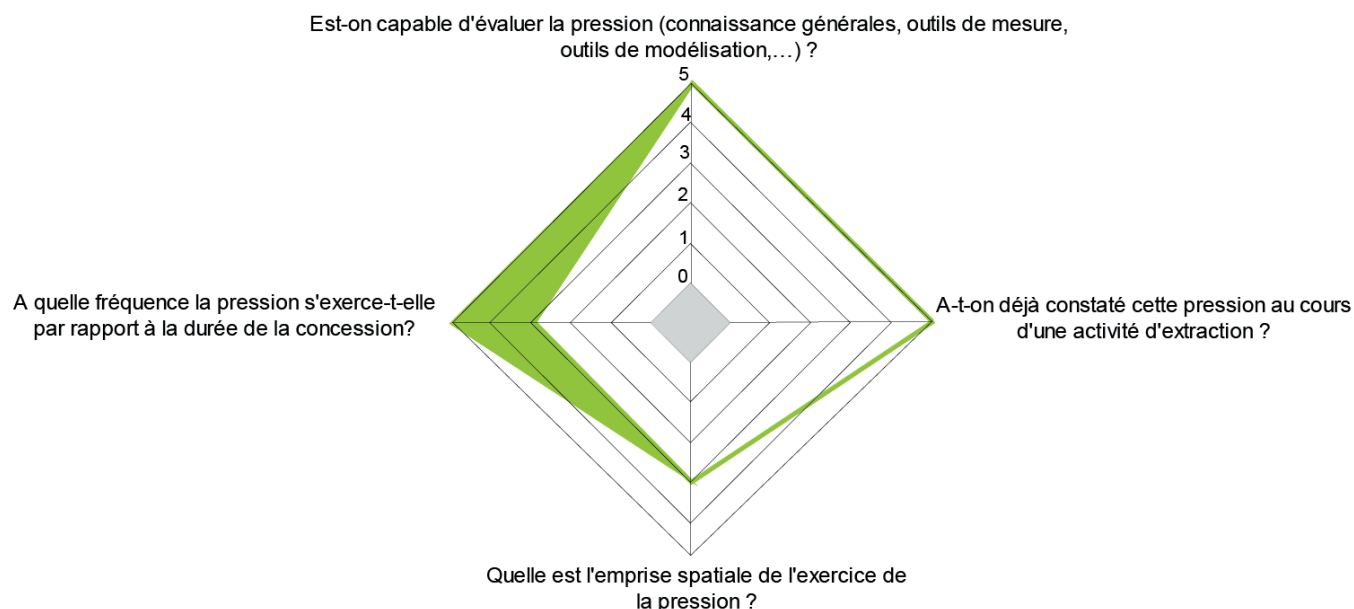 Est-on capable d'évaluer la pression (connaissance générales, outils de mesure,
outils de modélisation,…) ?
5
4
3
2
1
0
A quelle fréquence la pression s'exerce-t-elle
par rapport à la durée de la concession?
A-t-on déjà constaté cette pression au cours
d'une activité d'extraction ?
Quelle est l'emprise spatiale de l'exercice de
la pression ?